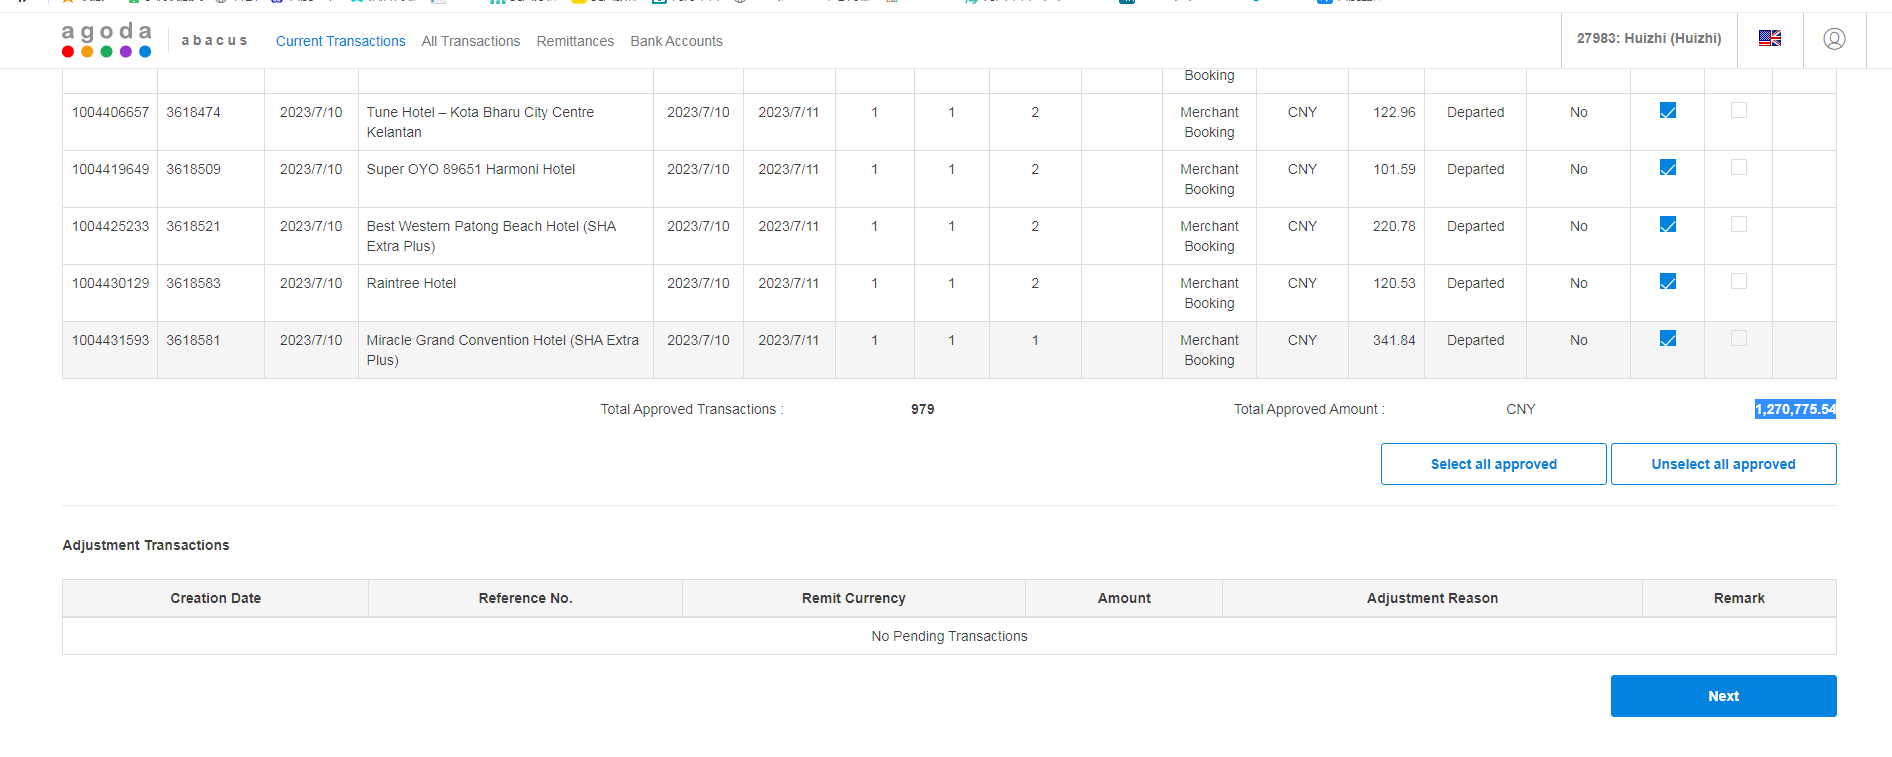 agoda
abacus
Current Transactions
All Transactions
Remittances
Bank Accounts
27983: Huizhi (Huizhi)
Booking
1004406657 3618474 2023/7/10 Tune Hotel – Kota Bharu City Centre Kelantan 2023/7/10 2023/7/11 1 1 2 Merchant Booking CNY 122.96 Departed No
1004419649 3618509 2023/7/10 Super OYO 89651 Harmoni Hotel 2023/7/10 2023/7/11 1 1 2 Merchant Booking CNY 101.59 Departed No
1004425233 3618521 2023/7/10 Best Western Patong Beach Hotel (SHA Extra Plus) 2023/7/10 2023/7/11 1 1 2 Merchant Booking CNY 220.78 Departed No
1004430129 3618583 2023/7/10 Raintree Hotel 2023/7/10 2023/7/11 1 1 2 Merchant Booking CNY 120.53 Departed No
1004431593 3618581 2023/7/10 Miracle Grand Convention Hotel (SHA Extra Plus) 2023/7/10 2023/7/11 1 1 1 Merchant Booking CNY 341.84 Departed No
Total Approved Transactions : 979 Total Approved Amount : CNY 1,270,775.54
Select all approved
Unselect all approved
Adjustment Transactions
Creation Date Reference No. Remit Currency Amount Adjustment Reason Remark
No Pending Transactions
Next